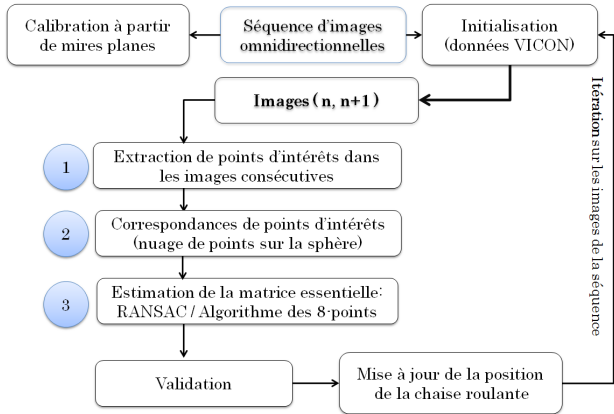 Calibration à partir
de mires planes
Séquence d'images
omnidirectionnelles
Initialisation
(données VICON)
Images ( n, n+1 )
1
Extraction de points d'intérêts dans
les images consécutives
2
Correspondances de points d'intérêts
(nuage de points sur la sphère)
3
Estimation de la matrice essentielle:
RANSAC / Algorithme des 8-points
Validation
Mise à jour de la position
de la chaise roulante
Itération sur les images de la séquence